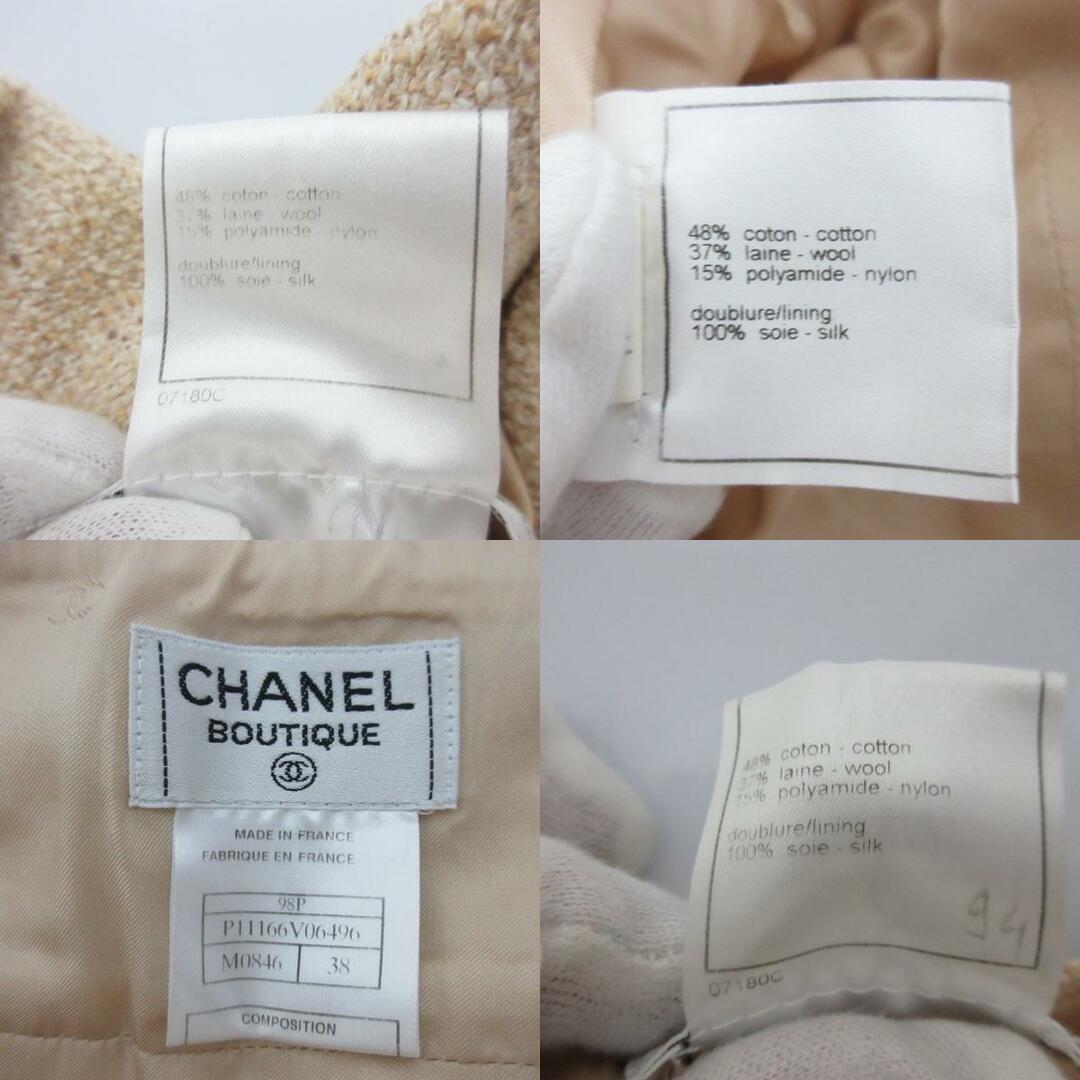 48% coton - cotton
37% laine - wool
15% polyamide - nylon
doublure/lining
100% soie - silk
07180C
48% coton - cotton
37% laine - wool
15% polyamide - nylon
doublure/lining
100% soie - silk
CHANEL
BOUTIQUE
MADE IN FRANCE
FABRIQUE EN FRANCE
98P
P11166V06496
M0846 38
COMPOSITION
48% coton - cotton
37% laine - wool
15% polyamide - nylon
doublure/lining
100% soie - silk
94
07180C